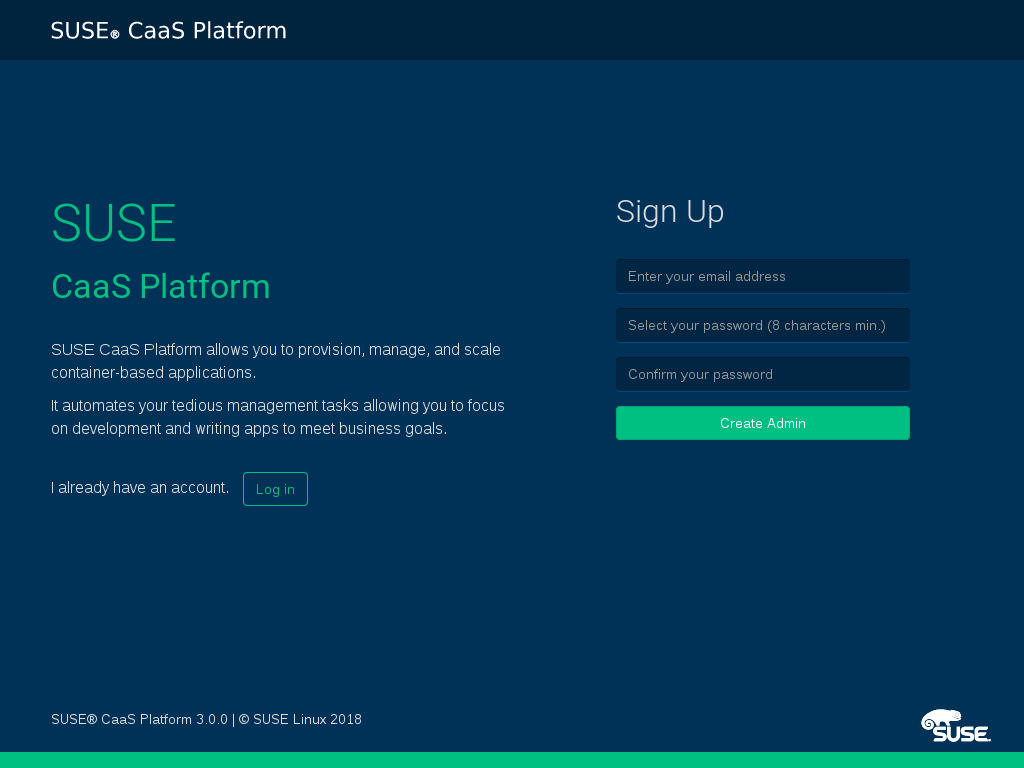 SUSE® CaaS Platform
SUSE
CaaS Platform
SUSE CaaS Platform allows you to provision, manage, and scale
container-based applications.
It automates your tedious management tasks allowing you to focus
on development and writing apps to meet business goals.
I already have an account.
Log in
Sign Up
Enter your email address
Select your password (8 characters min.)
Confirm your password
Create Admin
SUSE® CaaS Platform 3.0.0 | © SUSE Linux 2018
SUSE